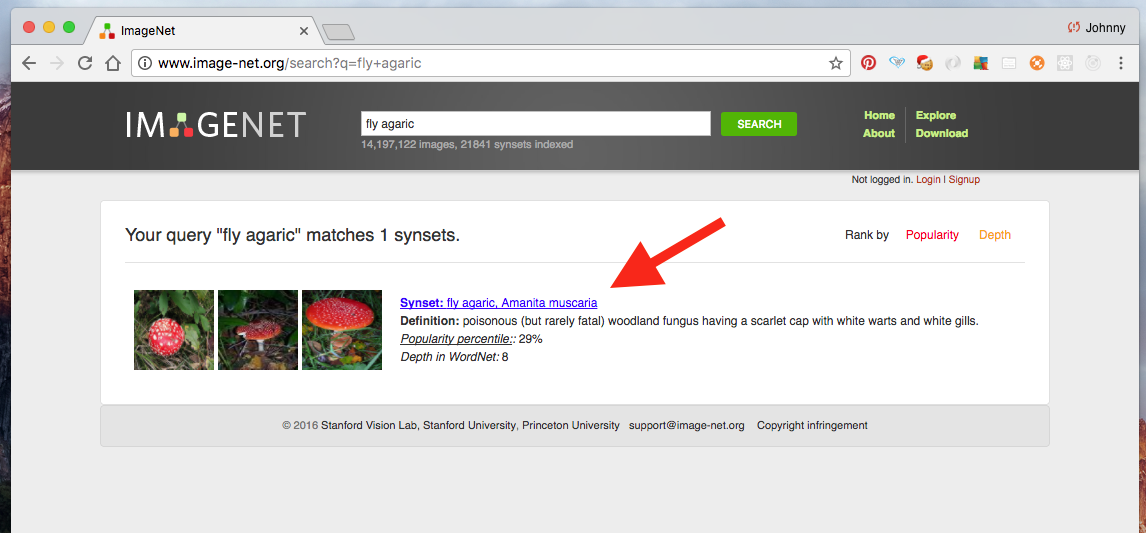 ImageNet
Johnny
www.image-net.org/search?q=fly+agaric
IMAGENET
fly agaric
SEARCH
14,197,122 images, 21841 synsets indexed
Home
Explore
About
Download
Not logged in. Login I Signup
Your query "fly agaric" matches 1 synsets.
Rank by Popularity Depth
Synset: fly agaric, Amanita muscaria
Definition: poisonous (but rarely fatal) woodland fungus having a scarlet cap with white warts and white gills.
Popularity percentile:: 29%
Depth in WordNet: 8
© 2016 Stanford Vision Lab, Stanford University, Princeton University support@image-net.org Copyright infringement